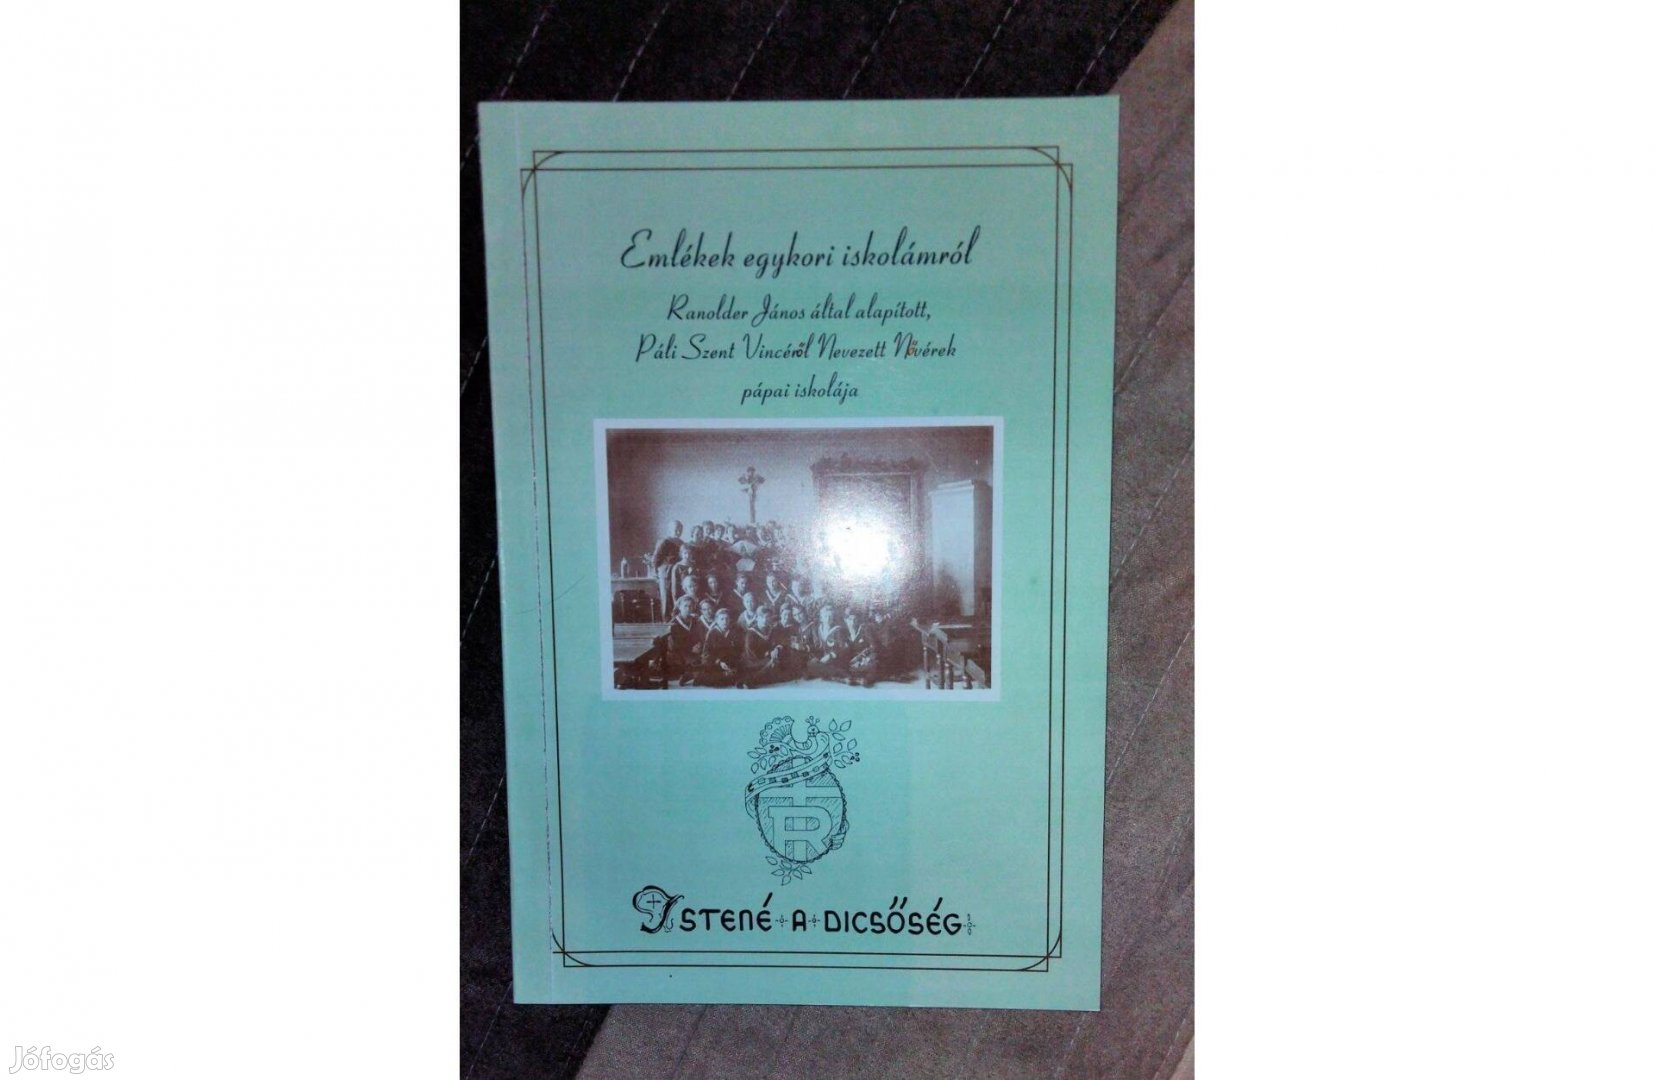 Emlékek egykori iskolámról
Ranolder János által alapított,
Páli Szent Vincéről Nevezett Nővérek
pápai iskolája
R
ISTENÉ A DICSŐSÉG
Jófogás